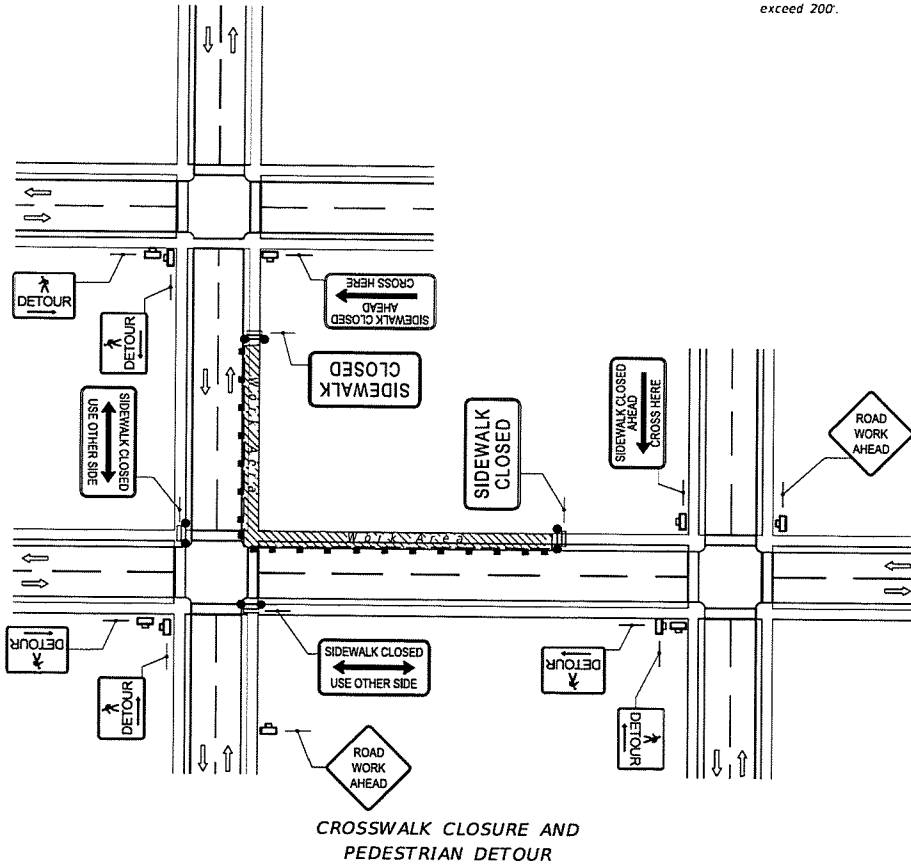 exceed 200'.
DETOUR
DETOUR
SIDEWALK CLOSED
AHEAD
CROSS HERE
SIDEWALK
CLOSED
SIDEWALK CLOSED
USE OTHER SIDE
Work Area
SIDEWALK
CLOSED
SIDEWALK CLOSED
AHEAD
CROSS HERE
ROAD
WORK
AHEAD
Work Area
DETOUR
DETOUR
SIDEWALK CLOSED
USE OTHER SIDE
DETOUR
DETOUR
ROAD
WORK
AHEAD
CROSSWALK CLOSURE AND
PEDESTRIAN DETOUR